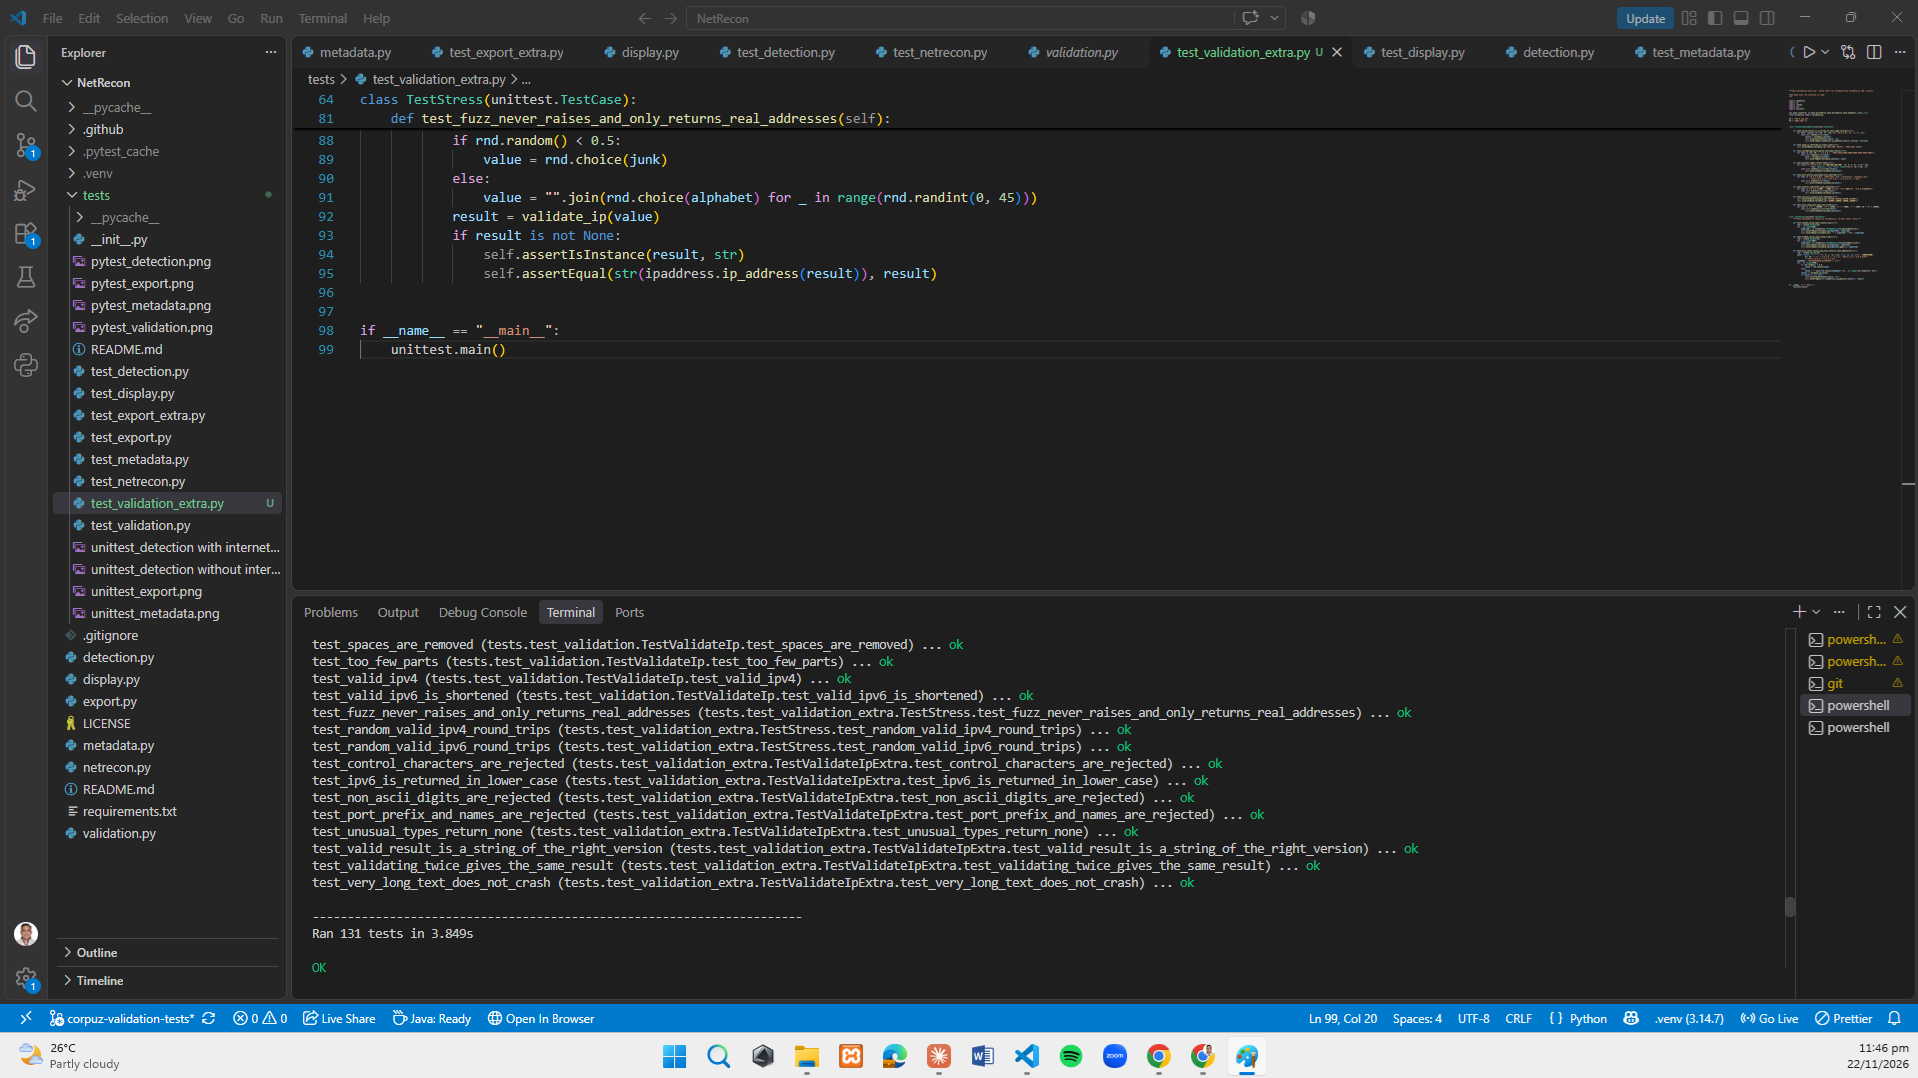 File Edit Selection View Go Run Terminal Help
NetRecon
Update
Explorer
NetRecon
__pycache__
.github
.pytest_cache
.venv
tests
__pycache__
__init__.py
pytest_detection.png
pytest_export.png
pytest_metadata.png
pytest_validation.png
README.md
test_detection.py
test_display.py
test_export_extra.py
test_export.py
test_metadata.py
test_netrecon.py
test_validation_extra.py U
test_validation.py
unittest_detection with internet...
unittest_detection without inter...
unittest_export.png
unittest_metadata.png
.gitignore
detection.py
display.py
export.py
LICENSE
metadata.py
netrecon.py
README.md
requirements.txt
validation.py
Outline
Timeline
1
1
1
metadata.py test_export_extra.py display.py test_detection.py test_netrecon.py validation.py test_validation_extra.py U test_display.py detection.py test_metadata.py
tests > test_validation_extra.py > ...
64 class TestStress(unittest.TestCase):
81 def test_fuzz_never_raises_and_only_returns_real_addresses(self):
88 if rnd.random() < 0.5:
89 value = rnd.choice(junk)
90 else:
91 value = "".join(rnd.choice(alphabet) for _ in range(rnd.randint(0, 45)))
92 result = validate_ip(value)
93 if result is not None:
94 self.assertIsInstance(result, str)
95 self.assertEqual(str(ipaddress.ip_address(result)), result)
96
97
98 if __name__ == "__main__":
99 unittest.main()
Problems Output Debug Console Terminal Ports
test_spaces_are_removed (tests.test_validation.TestValidateIp.test_spaces_are_removed) ... ok
test_too_few_parts (tests.test_validation.TestValidateIp.test_too_few_parts) ... ok
test_valid_ipv4 (tests.test_validation.TestValidateIp.test_valid_ipv4) ... ok
test_valid_ipv6_is_shortened (tests.test_validation.TestValidateIp.test_valid_ipv6_is_shortened) ... ok
test_fuzz_never_raises_and_only_returns_real_addresses (tests.test_validation_extra.TestStress.test_fuzz_never_raises_and_only_returns_real_addresses) ... ok
test_random_valid_ipv4_round_trips (tests.test_validation_extra.TestStress.test_random_valid_ipv4_round_trips) ... ok
test_random_valid_ipv6_round_trips (tests.test_validation_extra.TestStress.test_random_valid_ipv6_round_trips) ... ok
test_control_characters_are_rejected (tests.test_validation_extra.TestValidateIpExtra.test_control_characters_are_rejected) ... ok
test_ipv6_is_returned_in_lower_case (tests.test_validation_extra.TestValidateIpExtra.test_ipv6_is_returned_in_lower_case) ... ok
test_non_ascii_digits_are_rejected (tests.test_validation_extra.TestValidateIpExtra.test_non_ascii_digits_are_rejected) ... ok
test_port_prefix_and_names_are_rejected (tests.test_validation_extra.TestValidateIpExtra.test_port_prefix_and_names_are_rejected) ... ok
test_unusual_types_return_none (tests.test_validation_extra.TestValidateIpExtra.test_unusual_types_return_none) ... ok
test_valid_result_is_a_string_of_the_right_version (tests.test_validation_extra.TestValidateIpExtra.test_valid_result_is_a_string_of_the_right_version) ... ok
test_validating_twice_gives_the_same_result (tests.test_validation_extra.TestValidateIpExtra.test_validating_twice_gives_the_same_result) ... ok
test_very_long_text_does_not_crash (tests.test_validation_extra.TestValidateIpExtra.test_very_long_text_does_not_crash) ... ok
----------------------------------------------------------------------
Ran 131 tests in 3.849s
OK
powersh...
powersh...
git
powershell
powershell
corpuz-validation-tests* 0 0 Live Share Java: Ready Open In Browser
Ln 99, Col 20 Spaces: 4 UTF-8 CRLF { } Python .venv (3.14.7) Go Live Prettier
26°C
Partly cloudy
zoom
11:46 pm
22/11/2026